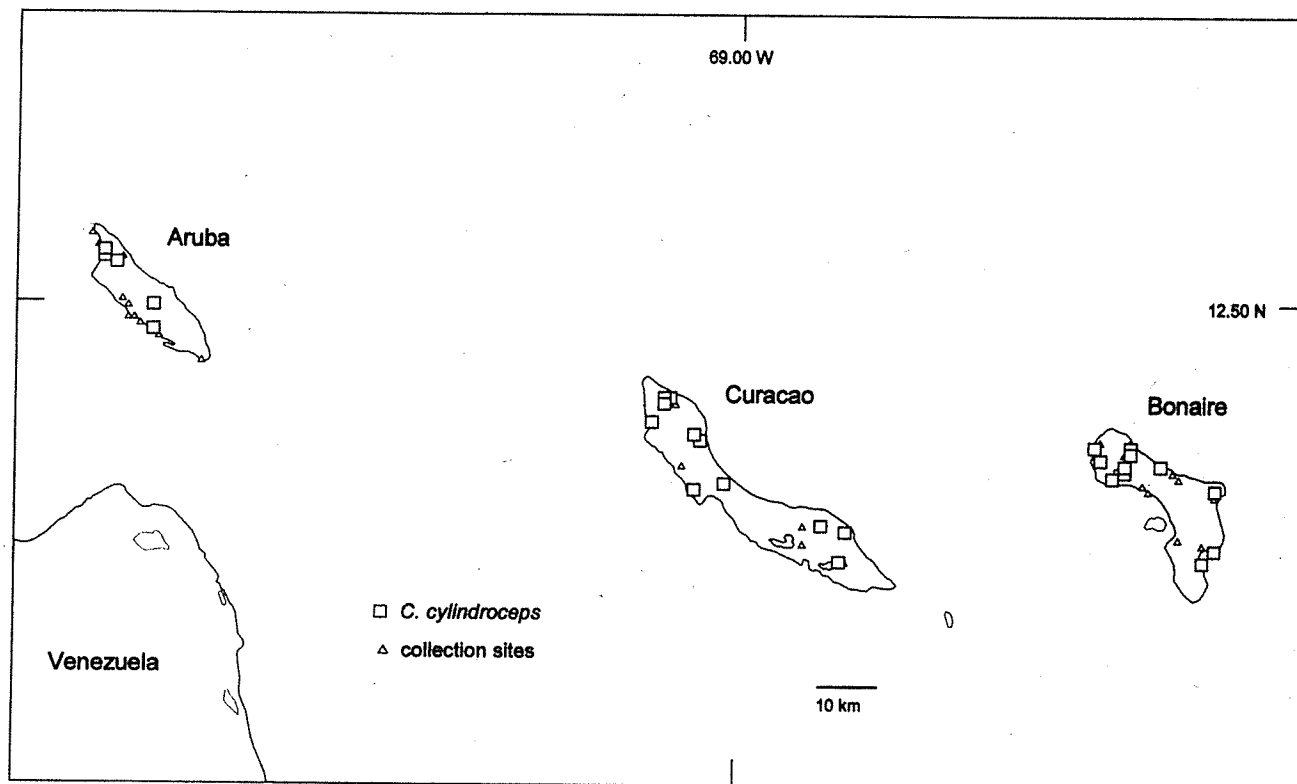 69.00 W
Aruba
12.50 N
Curacao
Bonaire
C. cylindroceps
collection sites
Venezuela
10 km